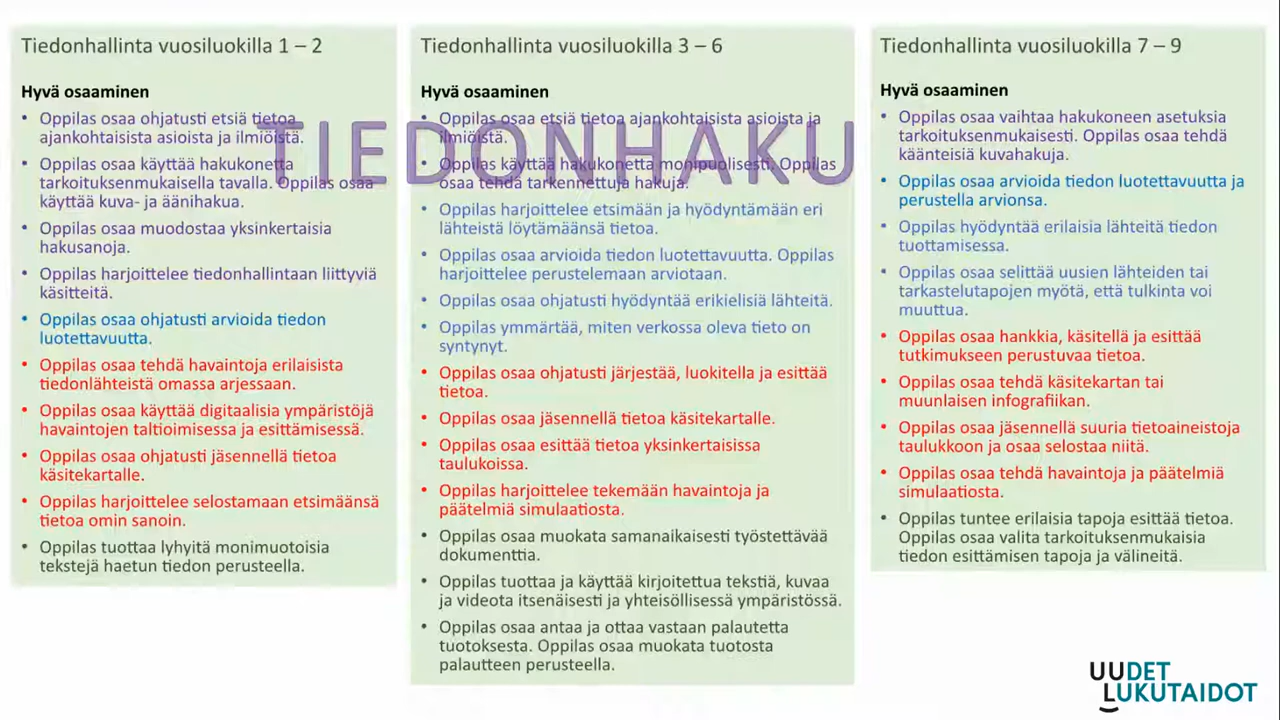 Tiedonhallinta vuosiluokilla 1 – 2
Hyvä osaaminen
• Oppilas osaa ohjatusti etsiä tietoa
ajankohtaisista asioista ja ilmiöistä.
• Oppilas osaa käyttää hakukonetta
tarkoituksenmukaisella tavalla. Oppilas osaa
käyttää kuva- ja äänihakua.
• Oppilas osaa muodostaa yksinkertaisia
hakusanoja.
• Oppilas harjoittelee tiedonhallintaan liittyviä
käsitteitä.
• Oppilas osaa ohjatusti arvioida tiedon
luotettavuutta.
• Oppilas osaa tehdä havaintoja erilaisista
tiedonlähteistä omassa arjessaan.
• Oppilas osaa käyttää digitaalisia ympäristöjä
havaintojen taltioimisessa ja esittämisessä.
• Oppilas osaa ohjatusti jäsennellä tietoa
käsitekartalle.
• Oppilas harjoittelee selostamaan etsimäänsä
tietoa omin sanoin.
• Oppilas tuottaa lyhyitä monimuotoisia
tekstejä haetun tiedon perusteella.
Tiedonhallinta vuosiluokilla 3 – 6
Hyvä osaaminen
• Oppilas osaa etsiä tietoa ajankohtaisista asioista ja
ilmiöistä.
• Oppilas käyttää hakukonetta monipuolisesti. Oppilas
osaa tehdä tarkennettuja hakuja.
• Oppilas harjoittelee etsimään ja hyödyntämään eri
lähteistä löytämäänsä tietoa.
• Oppilas osaa arvioida tiedon luotettavuutta. Oppilas
harjoittelee perustelemaan arviotaan.
• Oppilas osaa ohjatusti hyödyntää erikielisiä lähteitä.
• Oppilas ymmärtää, miten verkossa oleva tieto on
syntynyt.
• Oppilas osaa ohjatusti järjestää, luokitella ja esittää
tietoa.
• Oppilas osaa jäsennellä tietoa käsitekartalle.
• Oppilas osaa esittää tietoa yksinkertaisissa
taulukoissa.
• Oppilas harjoittelee tekemään havaintoja ja
päätelmiä simulaatiosta.
• Oppilas osaa muokata samanaikaisesti työstettävää
dokumenttia.
• Oppilas tuottaa ja käyttää kirjoitettua tekstiä, kuvaa
ja videota itsenäisesti ja yhteisöllisessä ympäristössä.
• Oppilas osaa antaa ja ottaa vastaan palautetta
tuotoksesta. Oppilas osaa muokata tuotosta
palautteen perusteella.
Tiedonhallinta vuosiluokilla 7 – 9
Hyvä osaaminen
• Oppilas osaa vaihtaa hakukoneen asetuksia
tarkoituksenmukaisesti. Oppilas osaa tehdä
käänteisiä kuvahakuja.
• Oppilas osaa arvioida tiedon luotettavuutta ja
perustella arvionsa.
• Oppilas hyödyntää erilaisia lähteitä tiedon
tuottamisessa.
• Oppilas osaa selittää uusien lähteiden tai
tarkastelutapojen myötä, että tulkinta voi
muuttua.
• Oppilas osaa hankkia, käsitellä ja esittää
tutkimukseen perustuvaa tietoa.
• Oppilas osaa tehdä käsitekartan tai
muunlaisen infografiikan.
• Oppilas osaa jäsennellä suuria tietoaineistoja
taulukkoon ja osaa selostaa niitä.
• Oppilas osaa tehdä havaintoja ja päätelmiä
simulaatiosta.
• Oppilas tuntee erilaisia tapoja esittää tietoa.
Oppilas osaa valita tarkoituksenmukaisia
tiedon esittämisen tapoja ja välineitä.
TIEDONHAKU
UUDET
LUKUTAIDOT